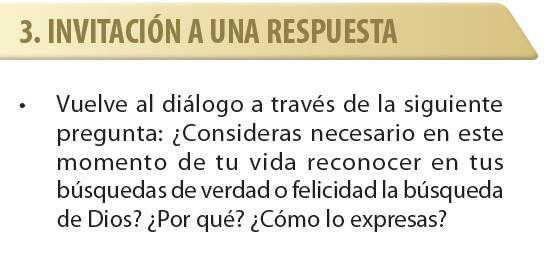 3. INVITACIÓN A UNA RESPUESTA
• Vuelve al diálogo a través de la siguiente
pregunta: ¿Consideras necesario en este
momento de tu vida reconocer en tus
búsquedas de verdad o felicidad la búsqueda
de Dios? ¿Por qué? ¿Cómo lo expresas?